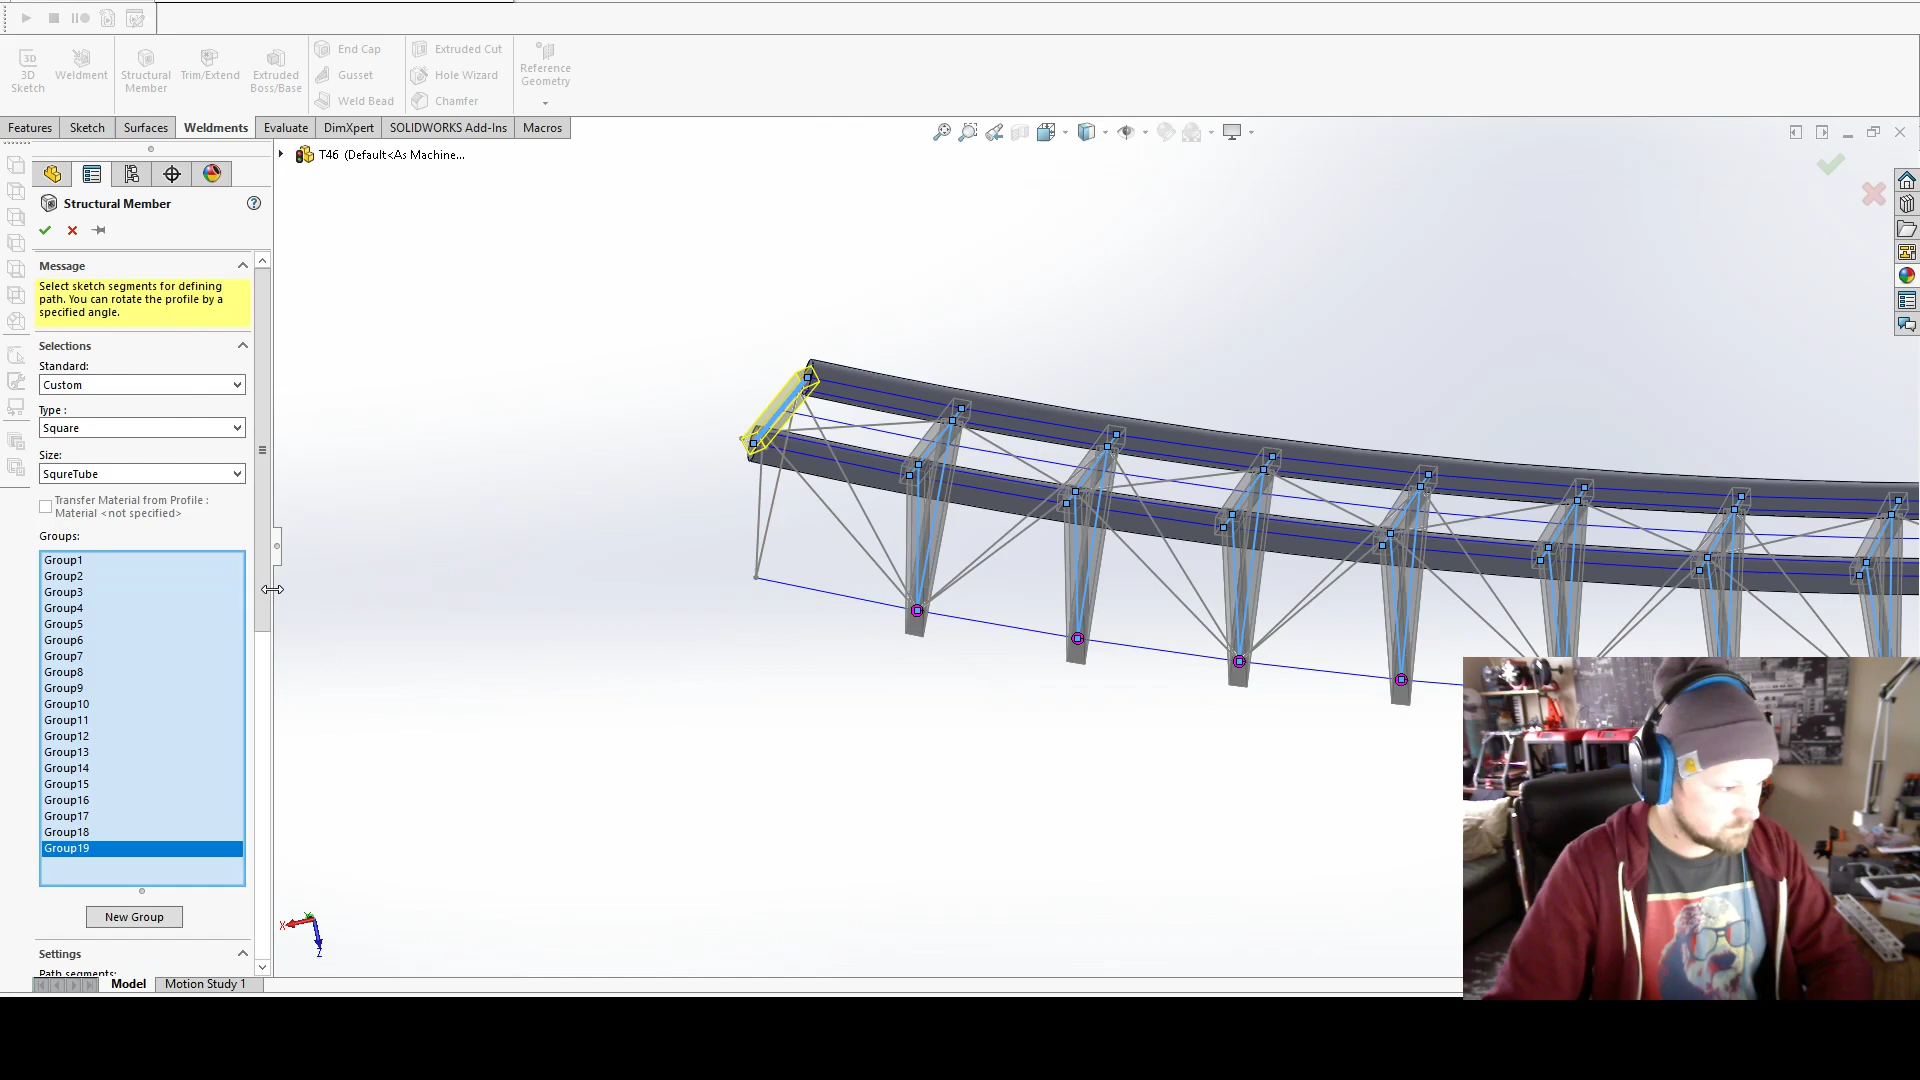 3D
Sketch
Weldment
Structural
Member
Trim/Extend
Extruded
Boss/Base
End Cap
Gusset
Weld Bead
Extruded Cut
Hole Wizard
Chamfer
Reference
Geometry
Features
Sketch
Surfaces
Weldments
Evaluate
DimXpert
SOLIDWORKS Add-Ins
Macros
T46 (Default<As Machine...
Structural Member
Message
Select sketch segments for defining
path. You can rotate the profile by a
specified angle.
Selections
Standard:
Custom
Type :
Square
Size:
SqureTube
Transfer Material from Profile :
Material <not specified>
Groups:
Group1
Group2
Group3
Group4
Group5
Group6
Group7
Group8
Group9
Group10
Group11
Group12
Group13
Group14
Group15
Group16
Group17
Group18
Group19
New Group
Settings
Path segments:
Model
Motion Study 1
X
Y
Z